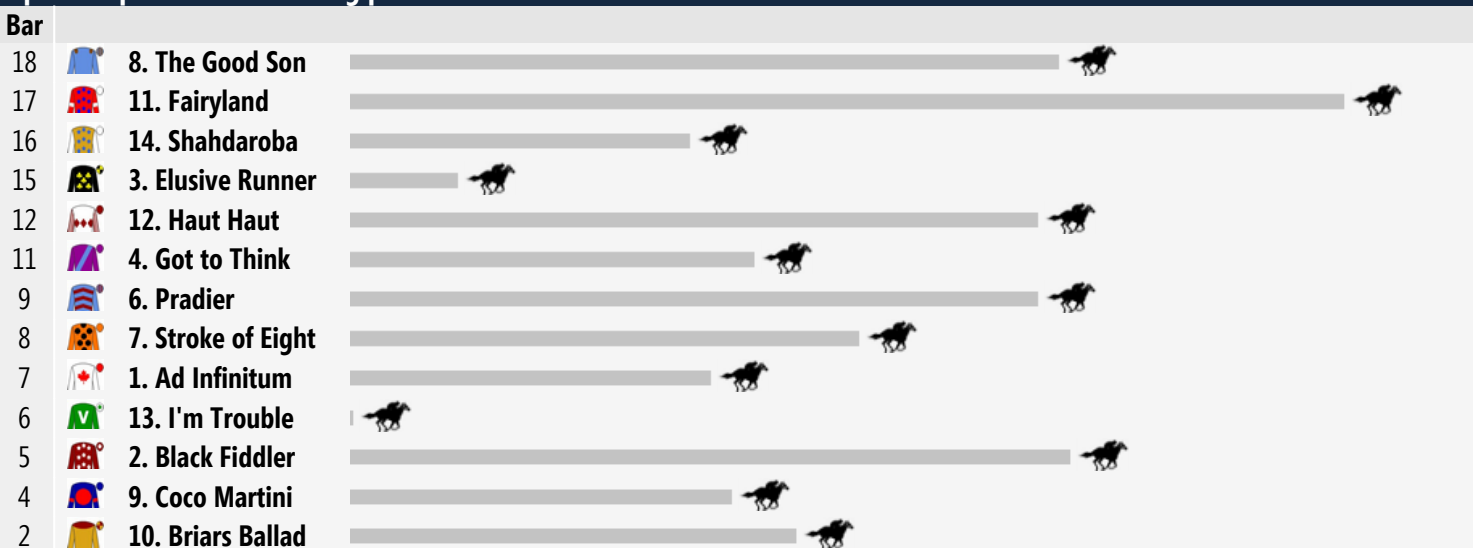 Bar
18 8. The Good Son
17 11. Fairyland
16 14. Shahdaroba
15 3. Elusive Runner
12 12. Haut Haut
11 4. Got to Think
9 6. Pradier
8 7. Stroke of Eight
7 1. Ad Infinitum
6 V 13. I'm Trouble
5 2. Black Fiddler
4 9. Coco Martini
2 10. Briars Ballad